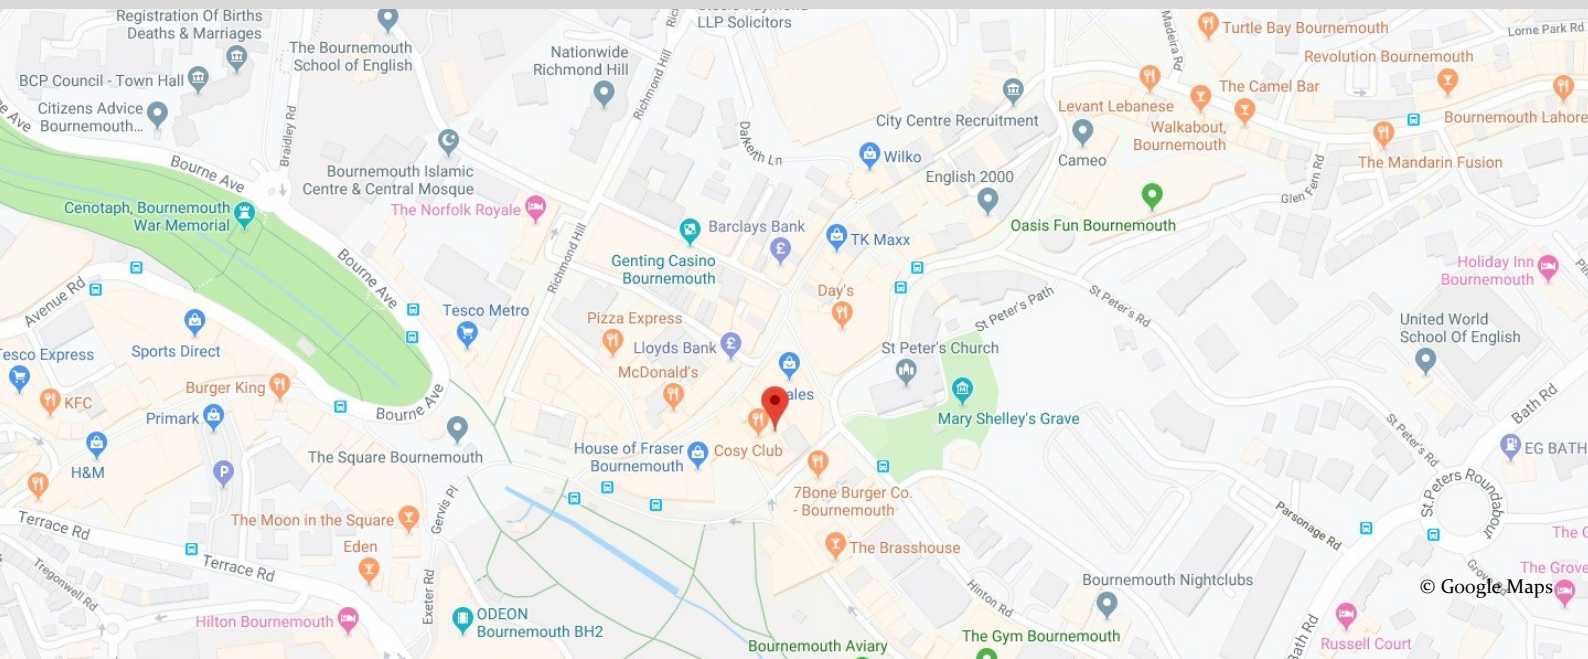 Registration Of Births
Deaths & Marriages
The Bournemouth
School of English
BCP Council - Town Hall
Citizens Advice
Bournemouth...
Braidley Rd
Bourne Ave
Nationwide
Richmond Hill
Richmond Hill
LLP Solicitors
Madeira Rd
Turtle Bay Bournemouth
Lorne Park Rd
Revolution Bournemouth
The Camel Bar
Levant Lebanese
Walkabout,
Bournemouth
Bournemouth Lahore
The Mandarin Fusion
City Centre Recruitment
Cameo
Dalkeith Ln
Wilko
English 2000
Glen Fern Rd
Oasis Fun Bournemouth
Bournemouth Islamic
Centre & Central Mosque
The Norfolk Royale
Cenotaph, Bournemouth
War Memorial
Barclays Bank
TK Maxx
Genting Casino
Bournemouth
Richmond Hill
Bourne Ave
Avenue Rd
Holiday Inn
Bournemouth
Day's
St Peter's Path
St Peter's Rd
Tesco Metro
Pizza Express
Lloyds Bank
McDonald's
St Peter's Church
United World
School Of English
Sports Direct
Tesco Express
Burger King
KFC
Primark
H&M
Bourne Ave
Mary Shelley's Grave
Bath Rd
St Peter's Rd
EG BATH
The Square Bournemouth
House of Fraser
Bournemouth
Cosy Club
7Bone Burger Co.
- Bournemouth
St.Peters Roundabout
Parsonage Rd
P
Gervis Pl
The Moon in the Square
Eden
Terrace Rd
Terrace Rd
Tregonwell Rd
Exeter Rd
The Brasshouse
Hinton Rd
Bournemouth Nightclubs
The Grove
© Google Maps
Hilton Bournemouth
ODEON
Bournemouth BH2
Bournemouth Aviary
The Gym Bournemouth
Bath Rd
Russell Court